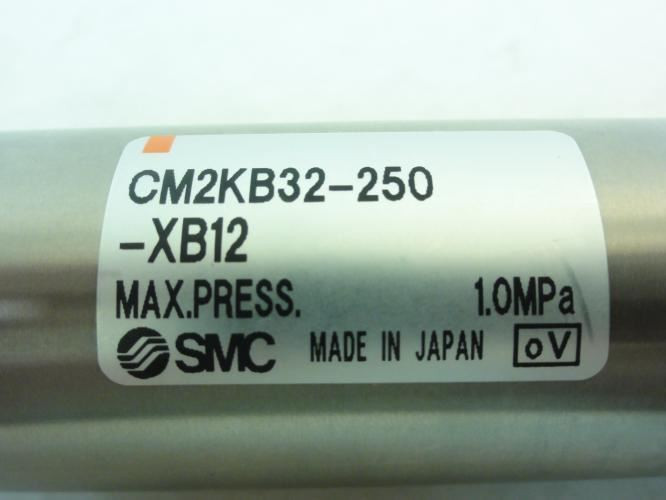 CM2KB32-250
-XB12
MAX.PRESS. 1.0MPa
SMC MADE IN JAPAN oV